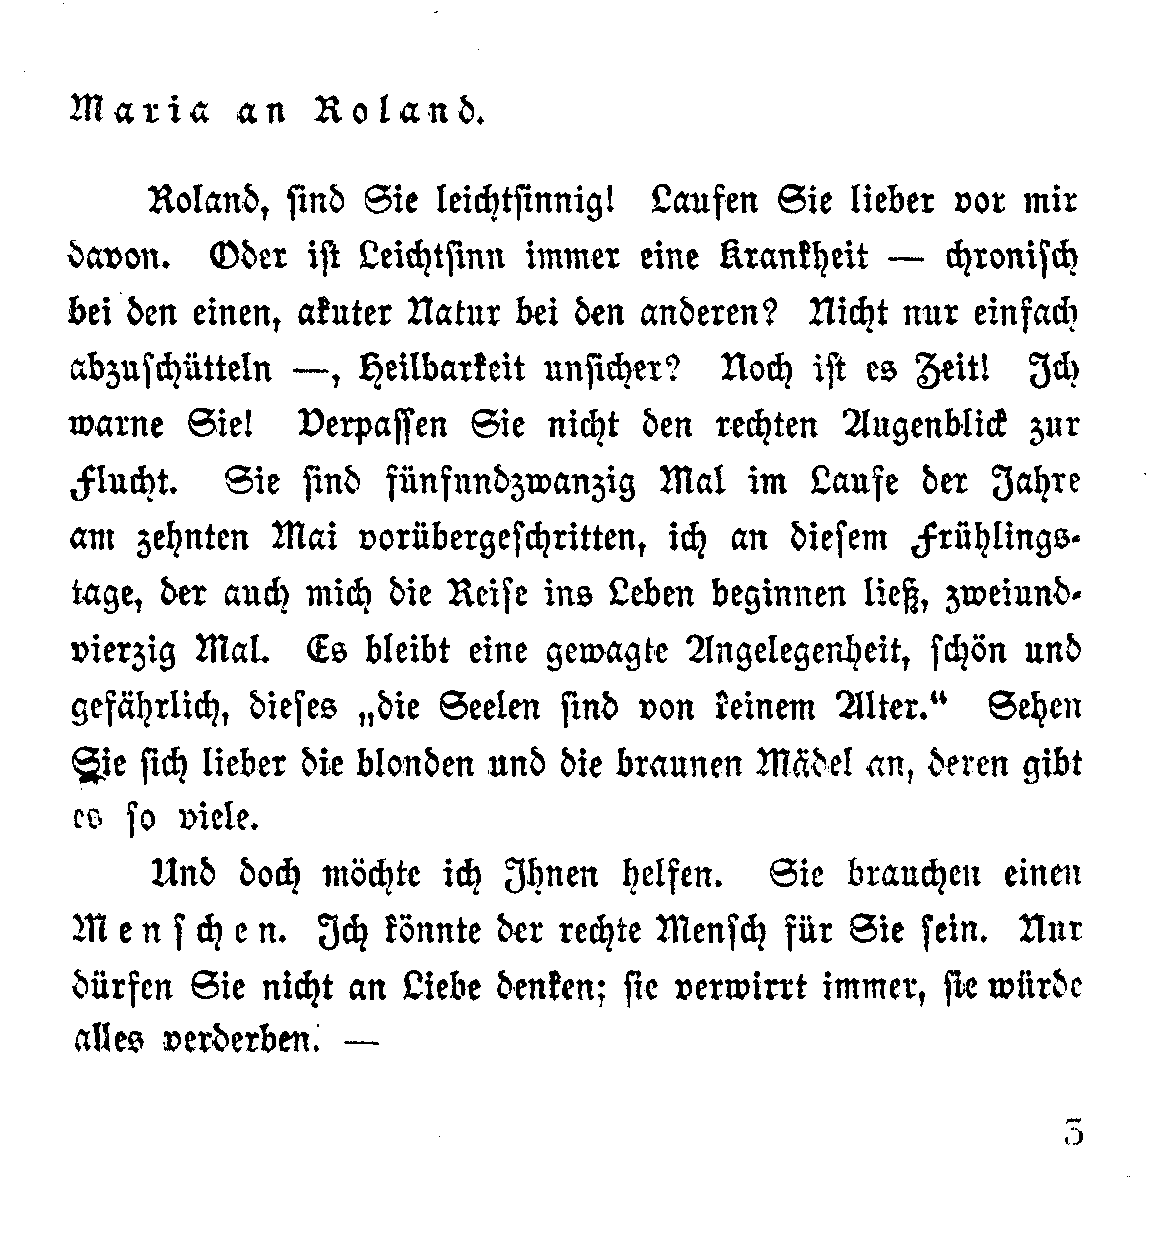 Maria an Roland.
Roland, sind Sie leichtsinnig! Laufen Sie lieber vor mir
davon. Oder ist Leichtsinn immer eine Krankheit — chronisch
bei den einen, akuter Natur bei den anderen? Nicht nur einfach
abzuschütteln —, Heilbarkeit unsicher? Noch ist es Zeit! Ich
warne Sie! Verpassen Sie nicht den rechten Augenblick zur
Flucht. Sie sind fünfundzwanzig Mal im Laufe der Jahre
am zehnten Mai vorübergeschritten, ich an diesem Frühlings-
tage, der auch mich die Reise ins Leben beginnen ließ, zweiund-
vierzig Mal. Es bleibt eine gewagte Angelegenheit, schön und
gefährlich, dieses „die Seelen sind von keinem Alter.“ Sehen
Sie sich lieber die blonden und die braunen Mädel an, deren gibt
es so viele.
Und doch möchte ich Ihnen helfen. Sie brauchen einen
Menschen. Ich könnte der rechte Mensch für Sie sein. Nur
dürfen Sie nicht an Liebe denken; sie verwirrt immer, sie würde
alles verderben. —
5